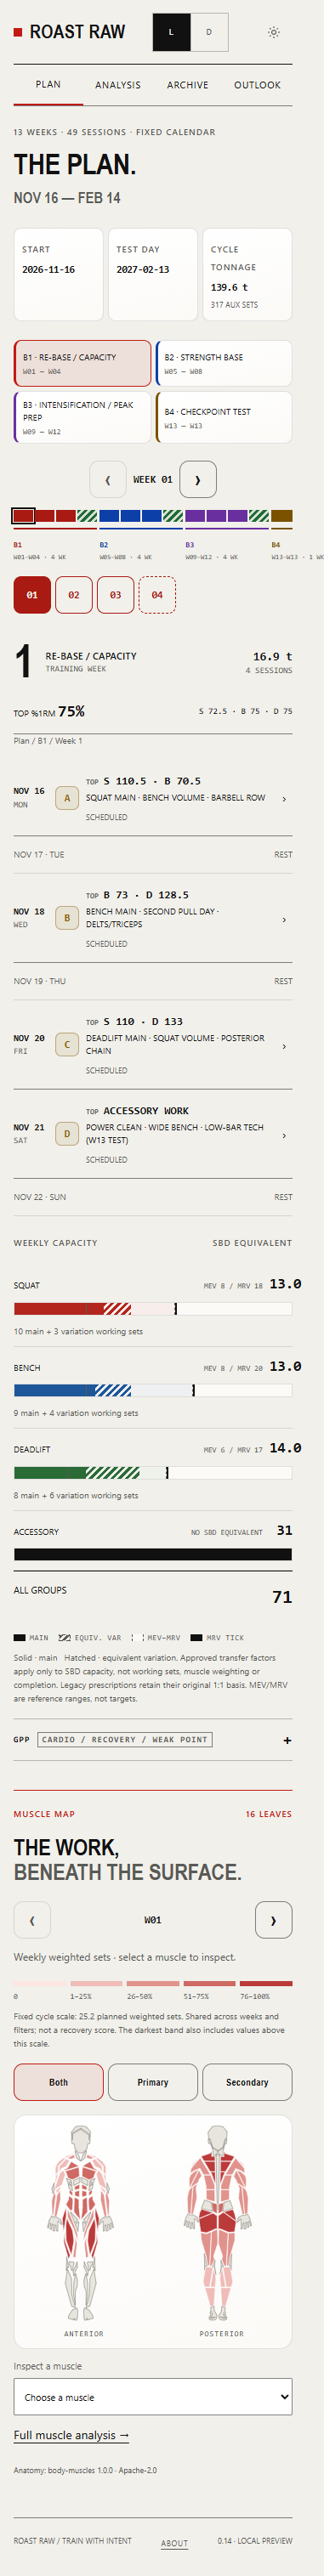 ROAST RAW L D
PLAN ANALYSIS ARCHIVE OUTLOOK
13 WEEKS · 49 SESSIONS · FIXED CALENDAR
THE PLAN.
NOV 16 — FEB 14
START
2026-11-16
TEST DAY
2027-02-13
CYCLE
TONNAGE
139.6 t
317 AUX SETS
B1 · RE-BASE / CAPACITY
W01 — W04
B2 · STRENGTH BASE
W05 — W08
B3 · INTENSIFICATION / PEAK
PREP
W09 — W12
B4 · CHECKPOINT TEST
W13 — W13
‹ WEEK 01 ›
B1 B2 B3 B4
W01-W04 · 4 WK W05-W08 · 4 WK W09-W12 · 4 WK W13-W13 · 1 WK
01 02 03 04
1 RE-BASE / CAPACITY 16.9 t
TRAINING WEEK 4 SESSIONS
TOP %1RM 75% S 72.5 · B 75 · D 75
Plan / B1 / Week 1
NOV 16
MON
A
TOP S 110.5 · B 70.5
SQUAT MAIN · BENCH VOLUME · BARBELL ROW ›
SCHEDULED
NOV 17 · TUE REST
NOV 18
WED
B
TOP B 73 · D 128.5
BENCH MAIN · SECOND PULL DAY ·
DELTS/TRICEPS ›
SCHEDULED
NOV 19 · THU REST
NOV 20
FRI
C
TOP S 110 · D 133
DEADLIFT MAIN · SQUAT VOLUME · POSTERIOR
CHAIN ›
SCHEDULED
NOV 21
SAT
D
TOP ACCESSORY WORK
POWER CLEAN · WIDE BENCH · LOW-BAR TECH
(W13 TEST) ›
SCHEDULED
NOV 22 · SUN REST
WEEKLY CAPACITY SBD EQUIVALENT
SQUAT MEV 8 / MRV 18 13.0
10 main + 3 variation working sets
BENCH MEV 8 / MRV 20 13.0
9 main + 4 variation working sets
DEADLIFT MEV 6 / MRV 17 14.0
8 main + 6 variation working sets
ACCESSORY NO SBD EQUIVALENT 31
ALL GROUPS 71
MAIN EQUIV. VAR MEV–MRV MRV TICK
Solid · main Hatched · equivalent variation. Approved transfer factors
apply only to SBD capacity, not working sets, muscle weighting or
completion. Legacy prescriptions retain their original 1:1 basis. MEV/MRV
are reference ranges, not targets.
GPP CARDIO / RECOVERY / WEAK POINT +
MUSCLE MAP 16 LEAVES
THE WORK,
BENEATH THE SURFACE.
‹ W01 ›
Weekly weighted sets · select a muscle to inspect.
0 1–25% 26–50% 51–75% 76–100%
Fixed cycle scale: 25.2 planned weighted sets. Shared across weeks and
filters; not a recovery score. The darkest band also includes values above
this scale.
Both Primary Secondary
ANTERIOR POSTERIOR
Inspect a muscle
Choose a muscle
Full muscle analysis →
Anatomy: body-muscles 1.0.0 · Apache-2.0
ROAST RAW / TRAIN WITH INTENT ABOUT 0.14 · LOCAL PREVIEW